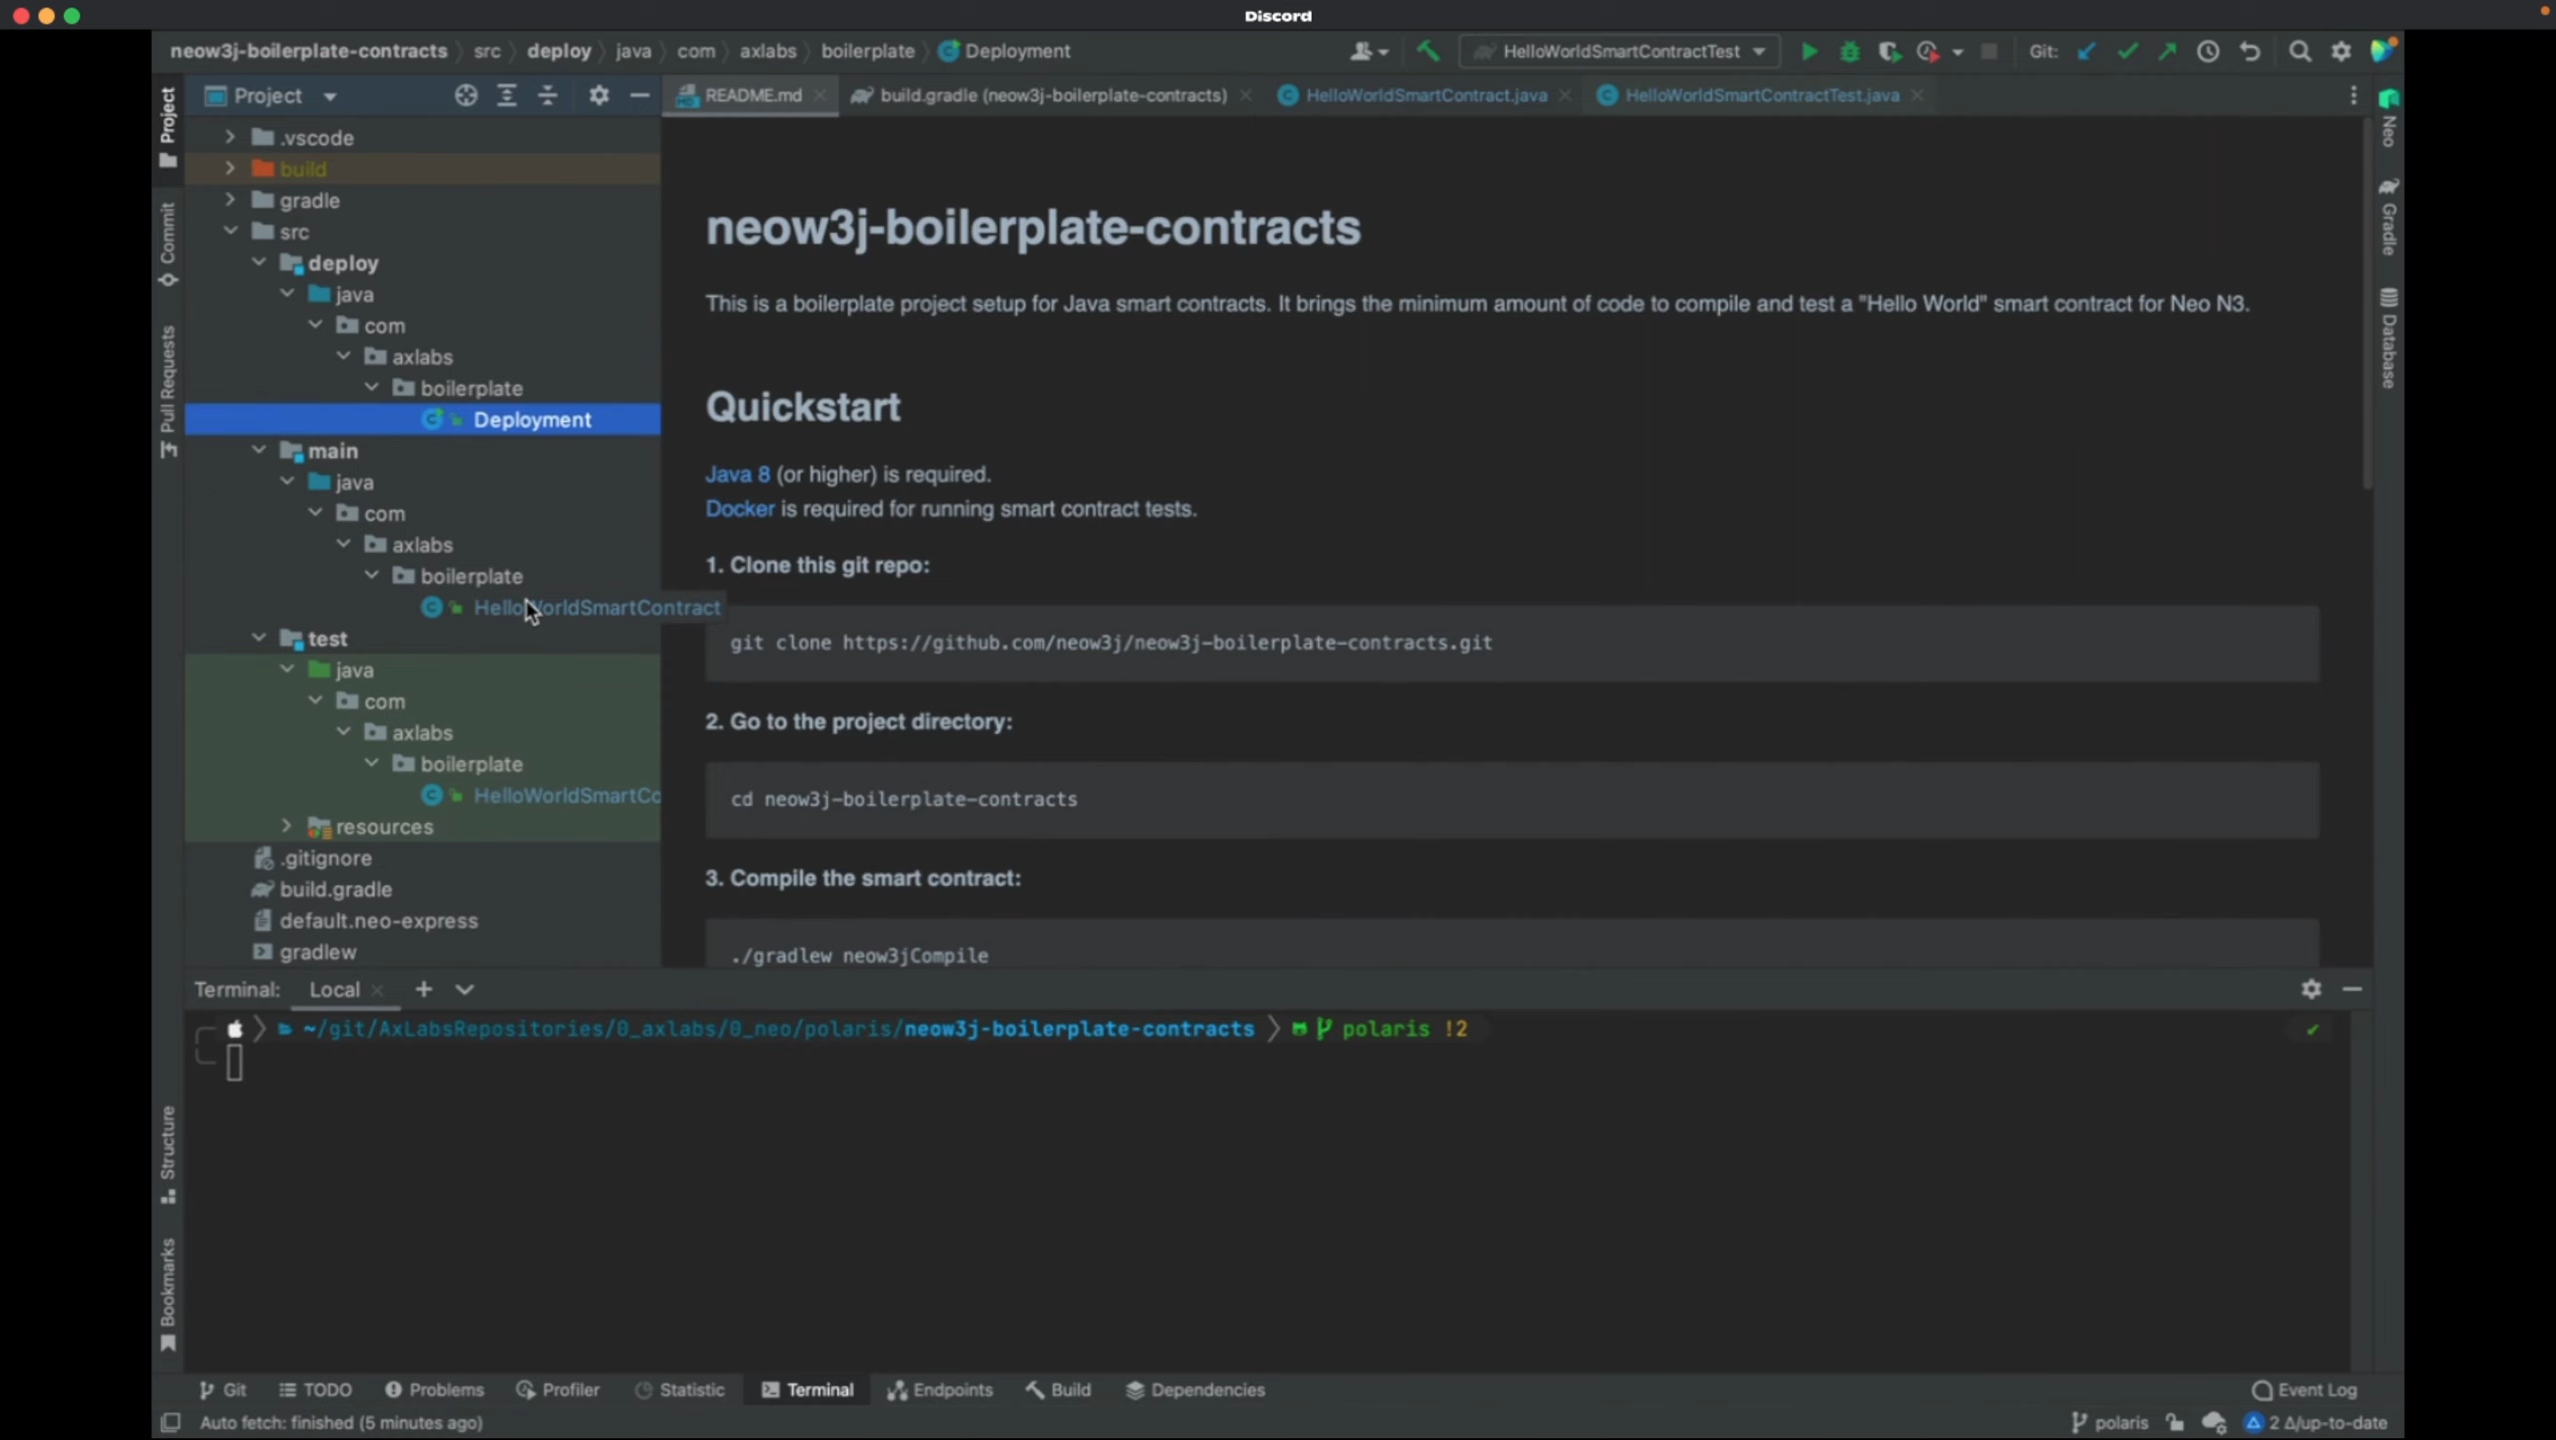 Discord
neow3j-boilerplate-contracts src deploy java com axlabs boilerplate Deployment
HelloWorldSmartContractTest
Git:
Project
README.md
build.gradle (neow3j-boilerplate-contracts)
HelloWorldSmartContract.java
HelloWorldSmartContractTest.java
Project
Commit
Pull Requests
Structure
Bookmarks
.vscode
build
gradle
src
deploy
java
com
axlabs
boilerplate
Deployment
main
java
com
axlabs
boilerplate
HelloWorldSmartContract
test
java
com
axlabs
boilerplate
HelloWorldSmartCo
resources
.gitignore
build.gradle
default.neo-express
gradlew
neow3j-boilerplate-contracts
This is a boilerplate project setup for Java smart contracts. It brings the minimum amount of code to compile and test a "Hello World" smart contract for Neo N3.
Quickstart
Java 8 (or higher) is required.
Docker is required for running smart contract tests.
1. Clone this git repo:
git clone https://github.com/neow3j/neow3j-boilerplate-contracts.git
2. Go to the project directory:
cd neow3j-boilerplate-contracts
3. Compile the smart contract:
./gradlew neow3jCompile
Neo
Gradle
Database
Terminal: Local
~/git/AxLabsRepositories/0_axlabs/0_neo/polaris/neow3j-boilerplate-contracts polaris !2
Git TODO Problems Profiler Statistic Terminal Endpoints Build Dependencies Event Log
Auto fetch: finished (5 minutes ago) polaris 2 Δ/up-to-date